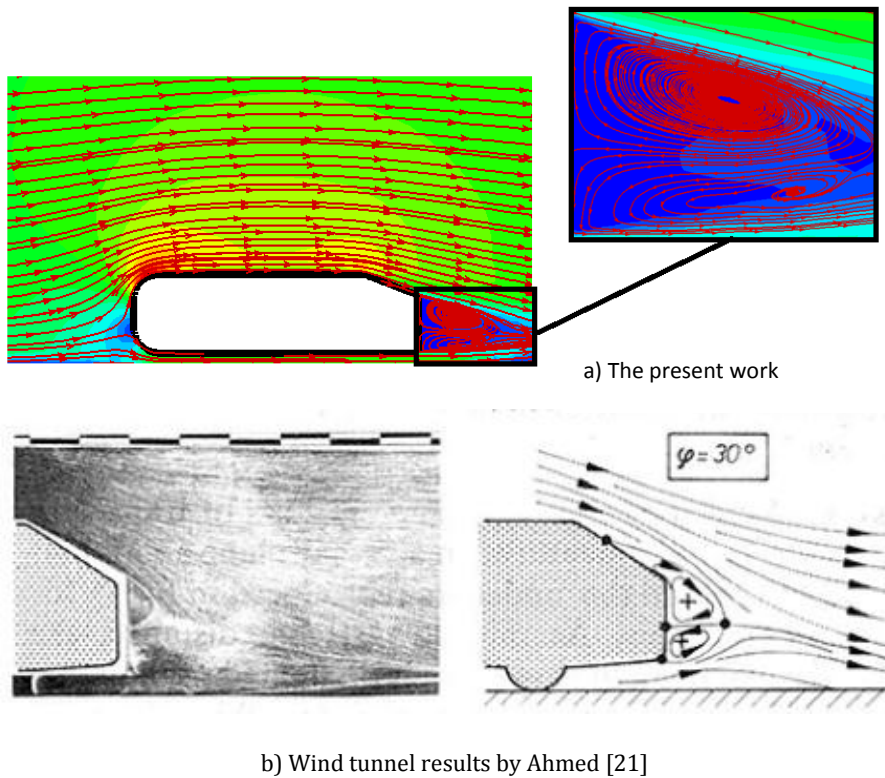 a) The present work
φ = 30°
b) Wind tunnel results by Ahmed [21]